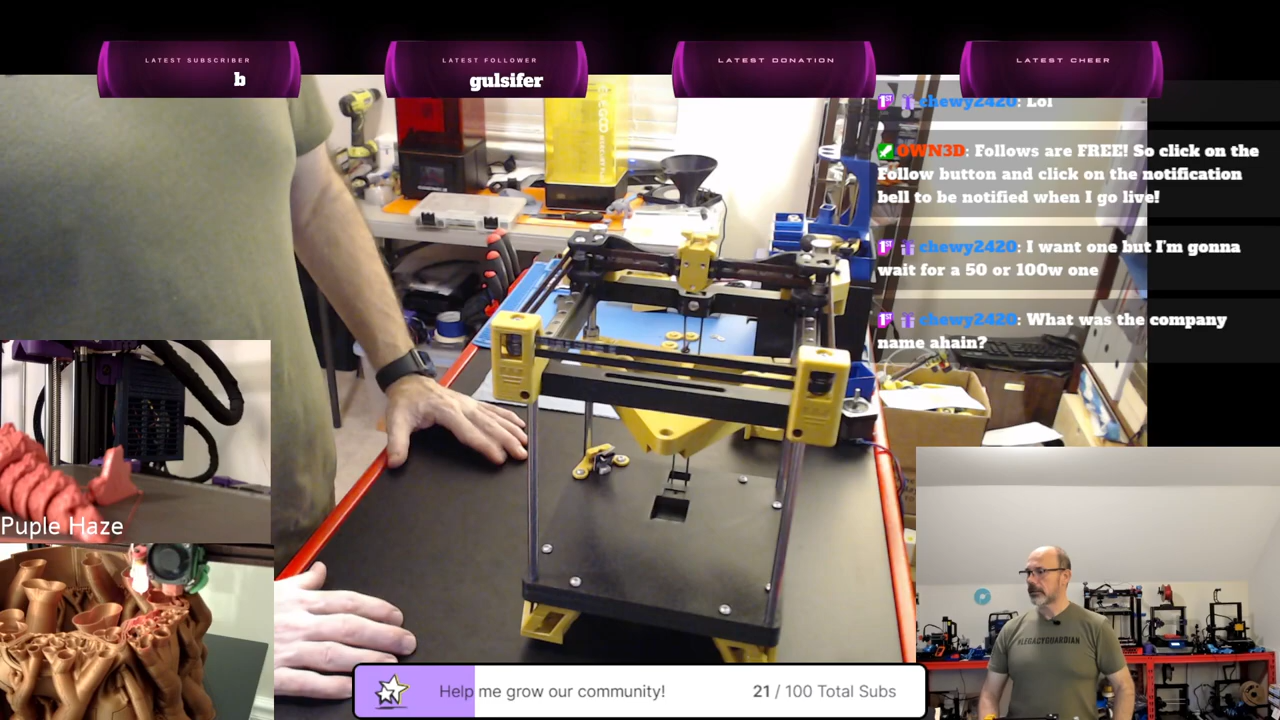 LATEST SUBSCRIBER
b
LATEST FOLLOWER
gulsifer
LATEST DONATION
LATEST CHEER
chewy2420: Lol
OWN3D: Follows are FREE! So click on the
Follow button and click on the notification
bell to be notified when I go live!
chewy2420: I want one but I'm gonna
wait for a 50 or 100w one
chewy2420: What was the company
name ahain?
Puple Haze
#LEGACYGUARDIAN
Help me grow our community!
21 / 100 Total Subs